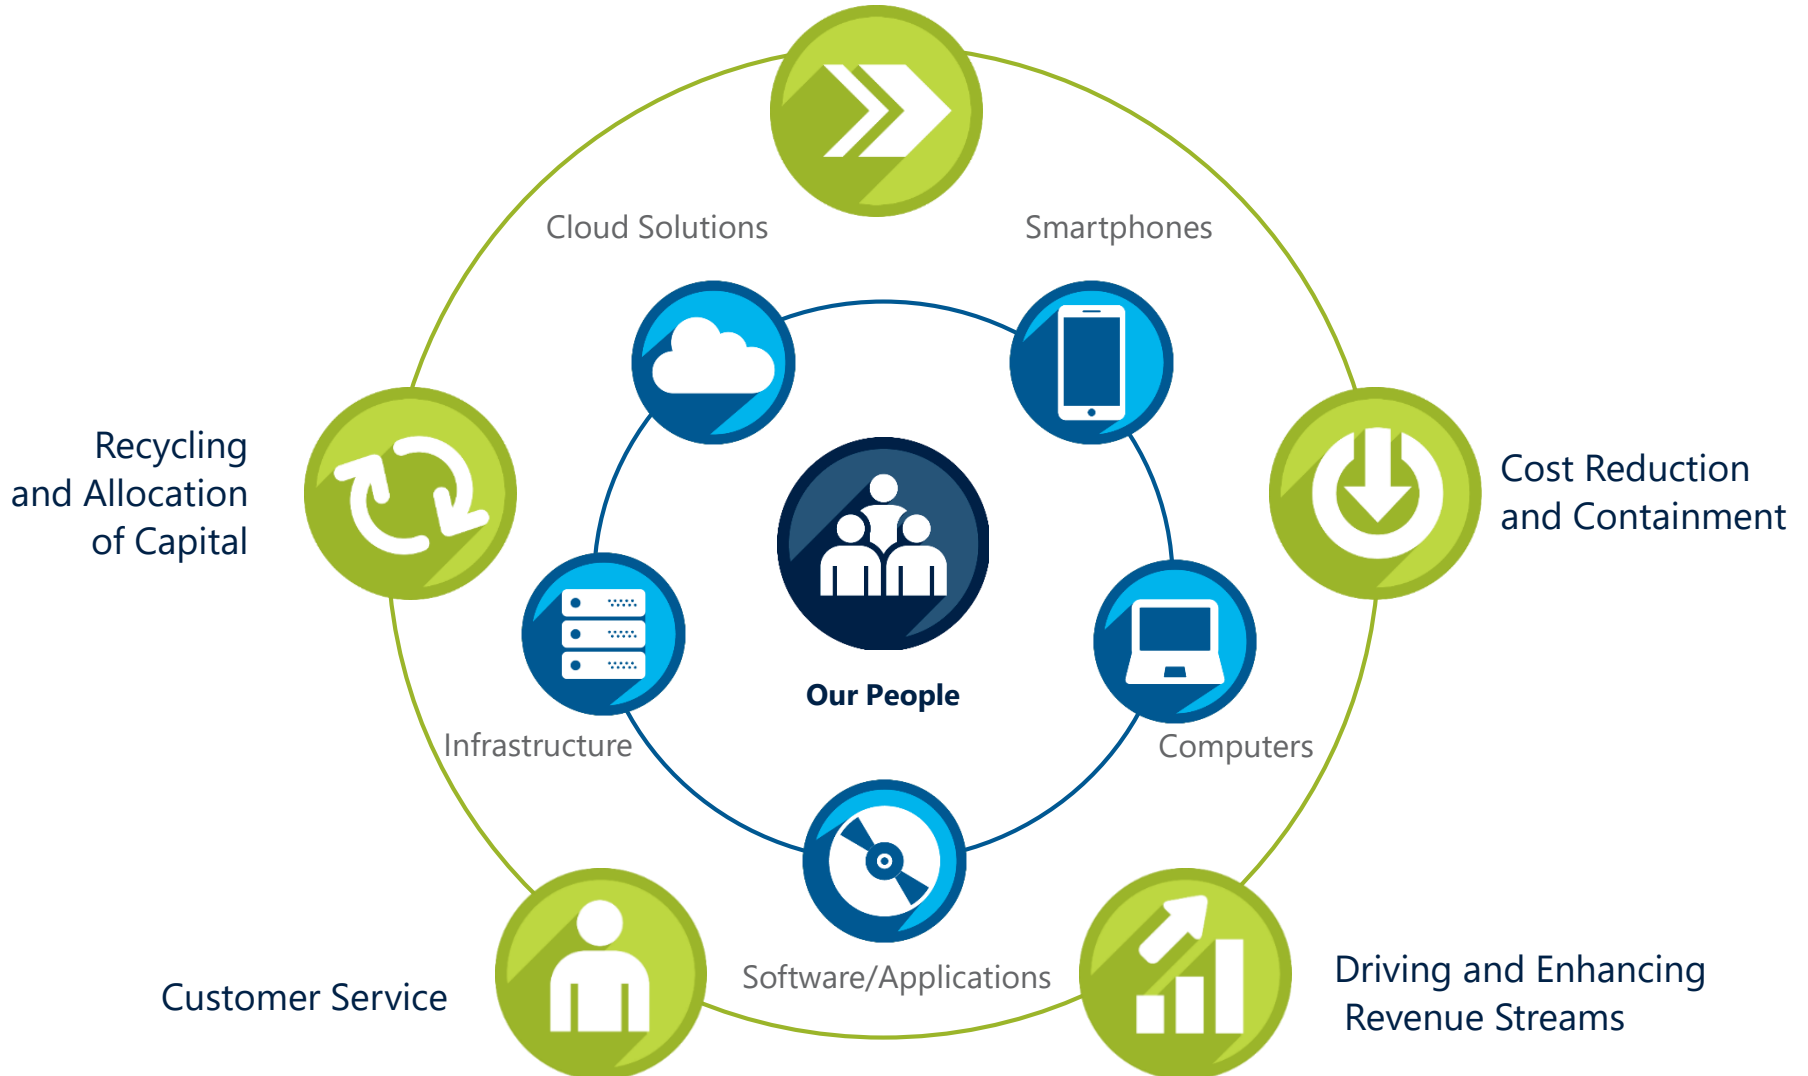 Cloud Solutions
Smartphones
Recycling
and Allocation
of Capital
Cost Reduction
and Containment
Our People
Infrastructure
Computers
Software/Applications
Customer Service
Driving and Enhancing
Revenue Streams